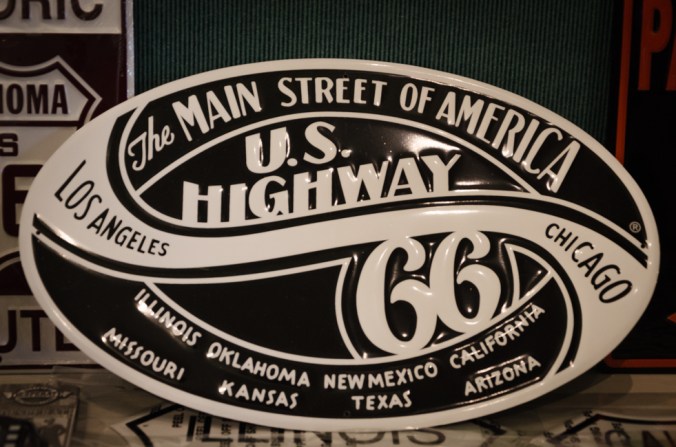 The MAIN STREET OF AMERICA
U.S.
HIGHWAY
LOS ANGELES
CHICAGO
®
66
ILLINOIS OKLAHOMA NEW MEXICO CALIFORNIA
MISSOURI KANSAS TEXAS ARIZONA
ILLINOIS